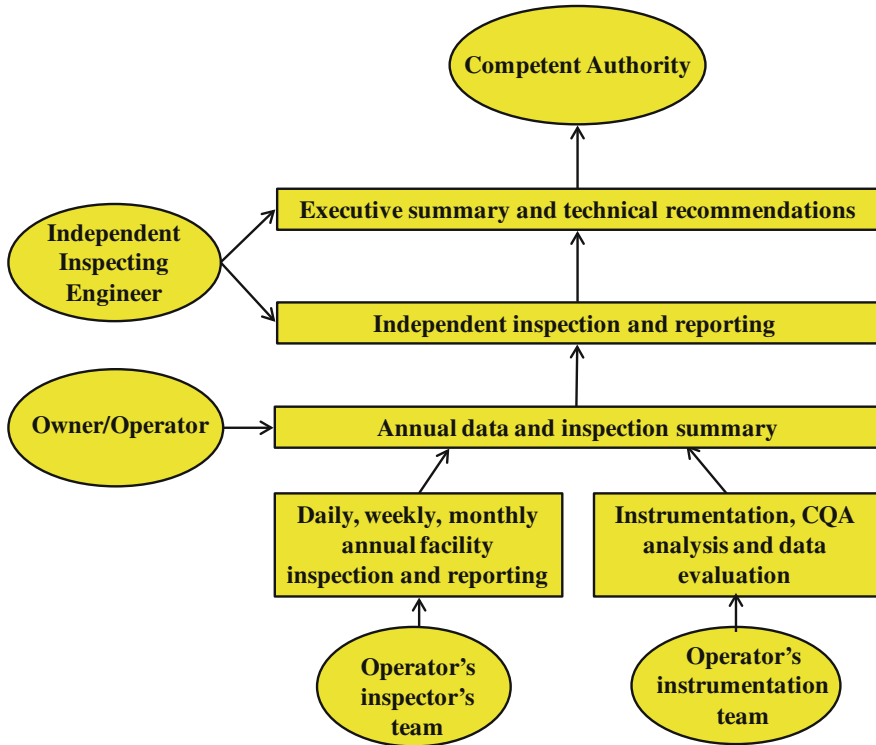 Competent Authority
Executive summary and technical recommendations
Independent
Inspecting
Engineer
Independent inspection and reporting
Owner/Operator
Annual data and inspection summary
Daily, weekly, monthly
annual facility
inspection and reporting
Instrumentation, CQA
analysis and data
evaluation
Operator’s
inspector’s
team
Operator’s
instrumentation
team